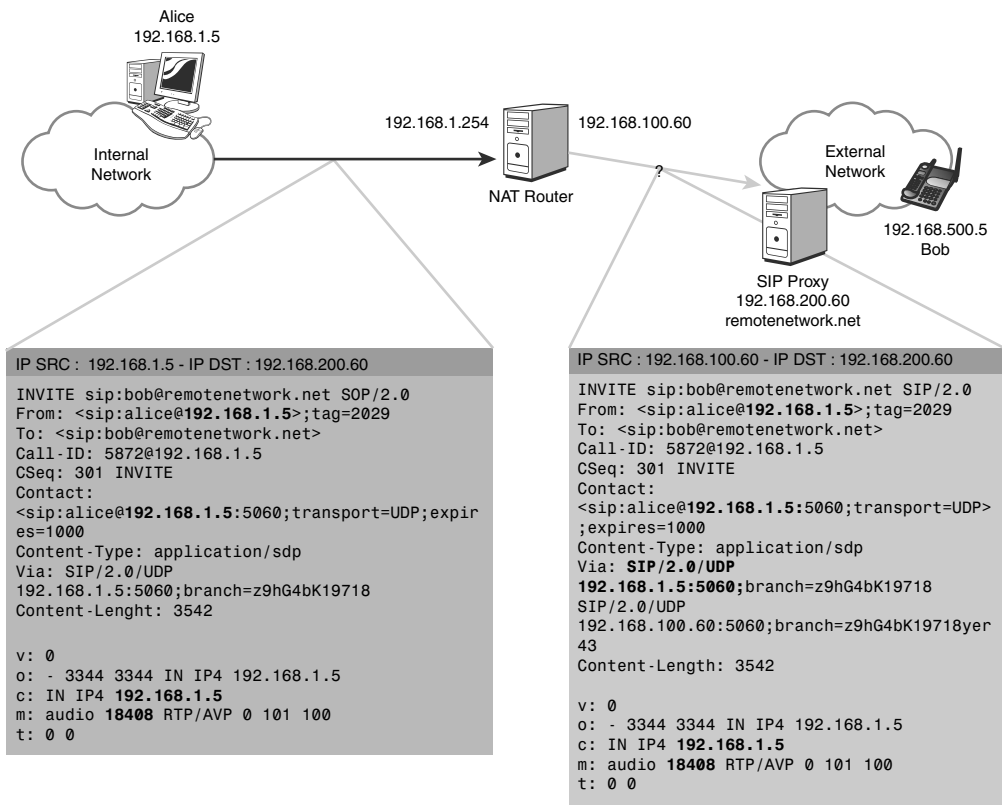 Alice
192.168.1.5
Internal
Network
192.168.1.254
192.168.100.60
NAT Router
?
External
Network
192.168.500.5
Bob
SIP Proxy
192.168.200.60
remotenetwork.net
IP SRC : 192.168.1.5 - IP DST : 192.168.200.60
INVITE sip:bob@remotenetwork.net SOP/2.0
From: <sip:alice@192.168.1.5>;tag=2029
To: <sip:bob@remotenetwork.net>
Call-ID: 5872@192.168.1.5
CSeq: 301 INVITE
Contact:
<sip:alice@192.168.1.5:5060;transport=UDP;expir
es=1000
Content-Type: application/sdp
Via: SIP/2.0/UDP
192.168.1.5:5060;branch=z9hG4bK19718
Content-Lenght: 3542
v: 0
o: - 3344 3344 IN IP4 192.168.1.5
c: IN IP4 192.168.1.5
m: audio 18408 RTP/AVP 0 101 100
t: 0 0
IP SRC : 192.168.100.60 - IP DST : 192.168.200.60
INVITE sip:bob@remotenetwork.net SIP/2.0
From: <sip:alice@192.168.1.5>;tag=2029
To: <sip:bob@remotenetwork.net>
Call-ID: 5872@192.168.1.5
CSeq: 301 INVITE
Contact:
<sip:alice@192.168.1.5:5060;transport=UDP>
;expires=1000
Content-Type: application/sdp
Via: SIP/2.0/UDP
192.168.1.5:5060;branch=z9hG4bK19718
SIP/2.0/UDP
192.168.100.60:5060;branch=z9hG4bK19718yer
43
Content-Length: 3542
v: 0
o: - 3344 3344 IN IP4 192.168.1.5
c: IN IP4 192.168.1.5
m: audio 18408 RTP/AVP 0 101 100
t: 0 0